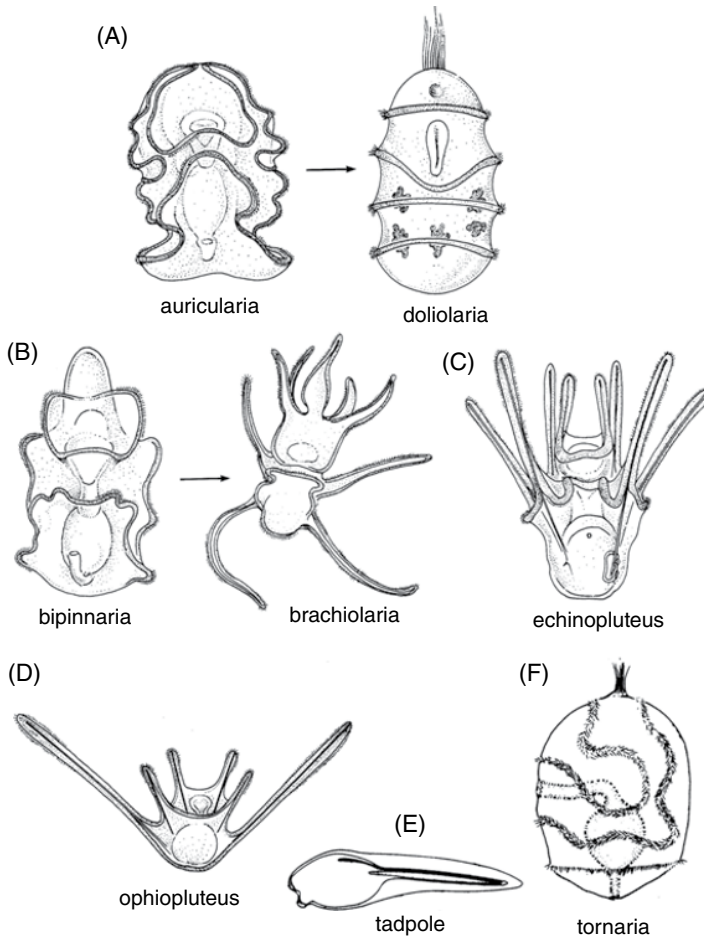 (A)
auricularia
doliolaria
(B)
bipinnaria
brachiolaria
(C)
echinopluteus
(D)
ophiopluteus
(E)
tadpole
(F)
tornaria